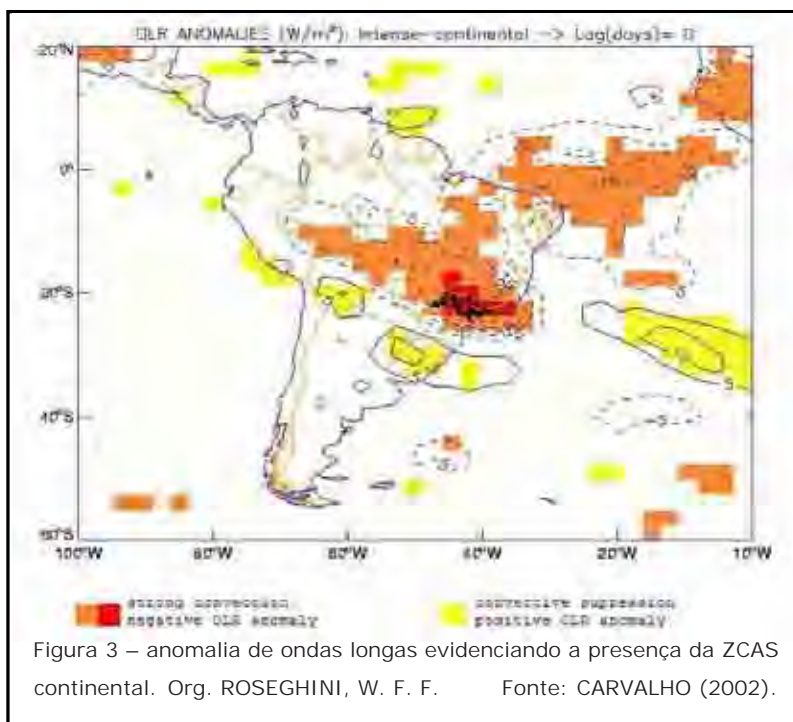 OLR ANOMALIES (W/m²): Intense-continental -> Lag(days)= 0
20°N
0°
20°S
40°S
60°S
100°W 80°W 60°W 40°W 20°W 10°W
strong convection
negative OLR anomaly
convective suppression
positive OLR anomaly
Figura 3 – anomalia de ondas longas evidenciando a presença da ZCAS
continental. Org. ROSEGHINI, W. F. F. Fonte: CARVALHO (2002).